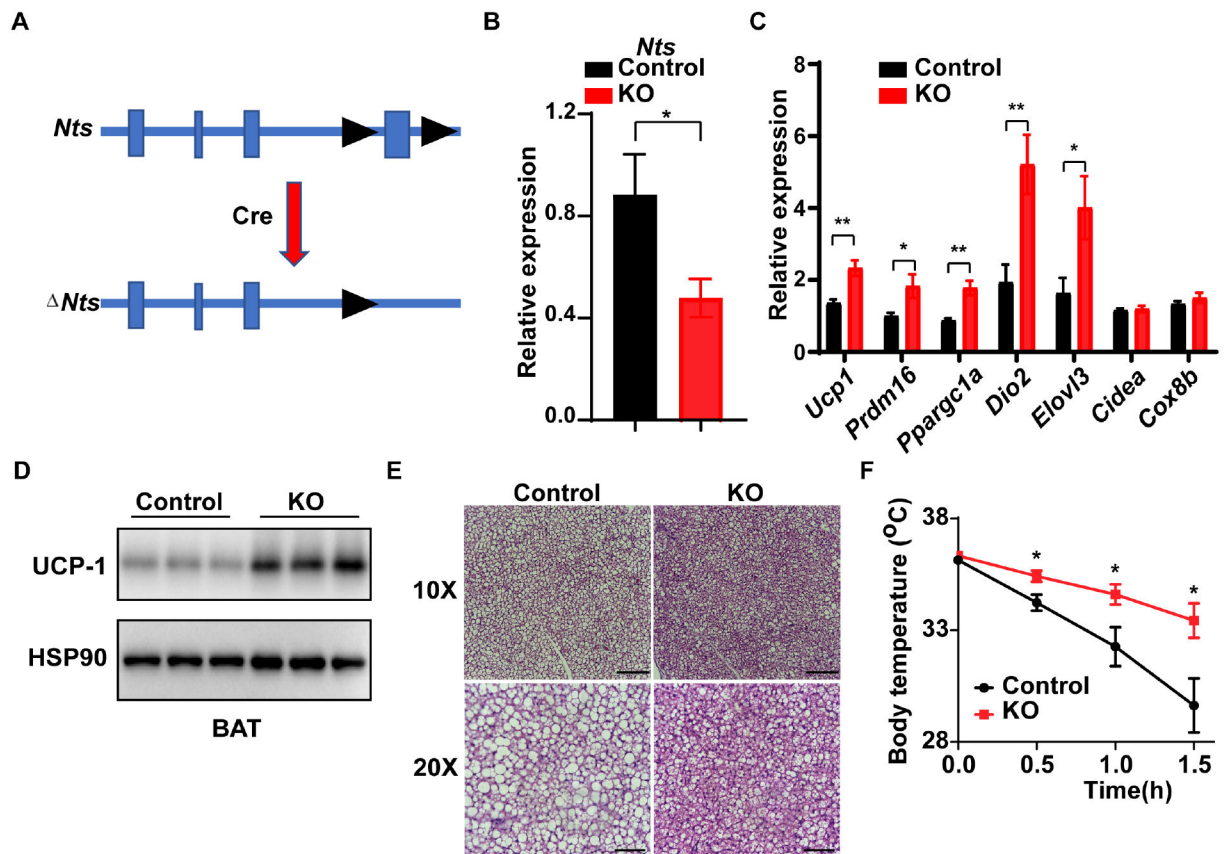 A
Nts
Cre
ΔNts
B
Nts
Control
KO
Relative expression
1.2
0.8
0.4
0.0
*
C
Control
KO
Relative expression
8
6
4
2
0
**
*
**
**
*
Ucp1
Prdm16
Ppargc1a
Dio2
Elovl3
Cidea
Cox8b
D
Control KO
UCP-1
HSP90
BAT
E
Control KO
10X
20X
F
Body temperature (°C)
38
33
28
* * *
Control
KO
0.0 0.5 1.0 1.5
Time(h)